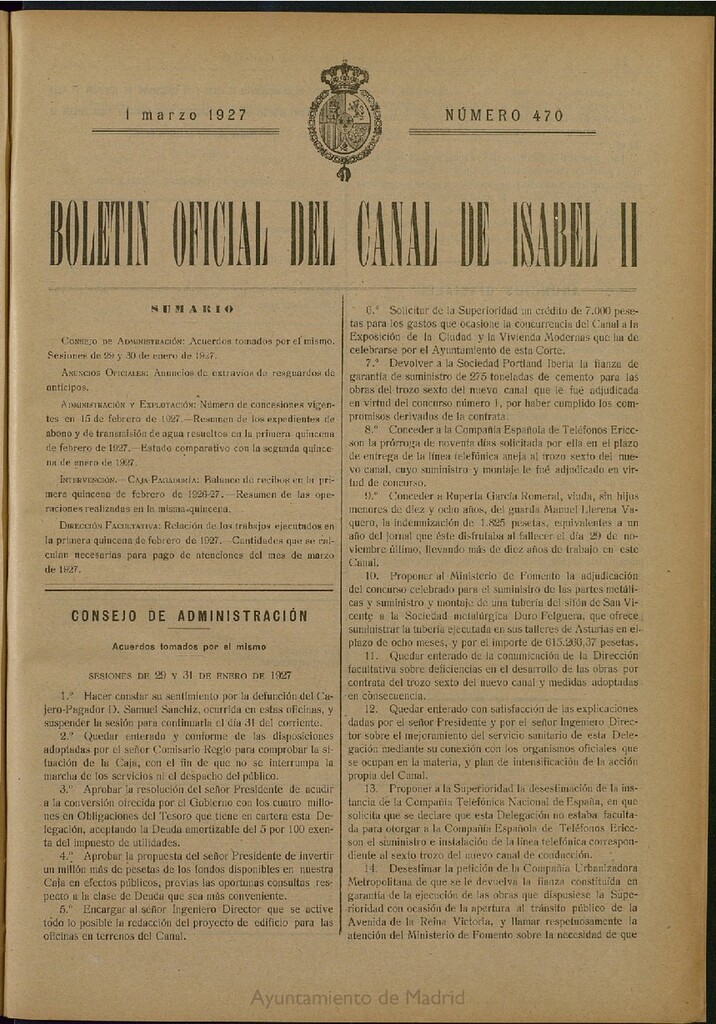 1 marzo 1927
NÚMERO 470
BOLETIN OFICIAL DEL CANAL DE ISABEL II
SUMARIO
CONSEJO DE ADMINISTRACIÓN: Acuerdos tomados por el mismo.
Sesiones de 29 y 30 de enero de 1927.
ANUNCIOS OFICIALES: Anuncios de extravíos de resguardos de
anticipos.
ADMINISTRACIÓN Y EXPLOTACIÓN: Número de concesiones vigen-
tes en 15 de febrero de 1927.—Resumen de los expedientes de
abono y de transmisión de agua resueltos en la primera quincena
de febrero de 1927.—Estado comparativo con la segunda quince-
na de enero de 1927.
INTERVENCIÓN.—CAJA PAGADURÍA: Balance de recibos en la pri-
mera quincena de febrero de 1926-27.—Resumen de las ope-
raciones realizadas en la misma quincena.
DIRECCIÓN FACULTATIVA: Relación de los trabajos ejecutados en
la primera quincena de febrero de 1927.—Cantidades que se cal-
culan necesarias para pago de atenciones del mes de marzo
de 1927.
CONSEJO DE ADMINISTRACIÓN
Acuerdos tomados por el mismo
SESIONES DE 29 Y 31 DE ENERO DE 1927
1.º Hacer constar su sentimiento por la defunción del Ca-
jero-Pagador D. Samuel Sanchiz, ocurrida en estas oficinas, y
suspender la sesión para continuarla el día 31 del corriente.
2.º Quedar enterado y conforme de las disposiciones
adoptadas por el señor Comisario Regio para comprobar la si-
tuación de la Caja, con el fin de que no se interrumpa la
marcha de los servicios ni el despacho del público.
3.º Aprobar la resolución del señor Presidente de acudir
a la conversión ofrecida por el Gobierno con los cuatro millo-
nes en Obligaciones del Tesoro que tiene en cartera esta De-
legación, aceptando la Deuda amortizable del 5 por 100 exen-
ta del impuesto de utilidades.
4.º Aprobar la propuesta del señor Presidente de invertir
un millón más de pesetas de los fondos disponibles en nuestra
Caja en efectos públicos, previas las oportunas consultas res-
pecto a la clase de Deuda que sea más conveniente.
5.º Encargar al señor Ingeniero Director que se active
todo lo posible la redacción del proyecto de edificio para las
oficinas en terrenos del Canal.
6.º Solicitar de la Superioridad un crédito de 7.000 pese-
tas para los gastos que ocasione la concurrencia del Canal a la
Exposición de la Ciudad y la Vivienda Modernas que ha de
celebrarse por el Ayuntamiento de esta Corte.
7.º Devolver a la Sociedad Portland Iberia la fianza de
garantía de suministro de 275 toneladas de cemento para las
obras del trozo sexto del nuevo canal que le fué adjudicada
en virtud del concurso número 1, por haber cumplido los com-
promisos derivados de la contrata.
8.º Conceder a la Compañía Española de Teléfonos Erics-
son la prórroga de noventa días solicitada por ella en el plazo
de entrega de la línea telefónica aneja al trozo sexto del nue-
vo canal, cuyo suministro y montaje le fué adjudicado en vir-
tud de concurso.
9.º Conceder a Ruperta García Romeral, viuda, sin hijos
menores de diez y ocho años, del guarda Manuel Llerena Va-
quero, la indemnización de 1.825 pesetas, equivalentes a un
año del jornal que éste disfrutaba al fallecer el día 29 de no-
viembre último, llevando más de diez años de trabajo en este
Canal.
10. Proponer al Ministerio de Fomento la adjudicación
del concurso celebrado para el suministro de las partes metáli-
cas y suministro y montaje de una tubería del sifón de San Vi-
cente a la Sociedad metalúrgica Duro Felguera, que ofrece
suministrar la tubería ejecutada en sus talleres de Asturias en el
plazo de ocho meses, y por el importe de 615.266,37 pesetas.
11. Quedar enterado de la comunicación de la Dirección
facultativa sobre deficiencias en el desarrollo de las obras por
contrata del trozo sexto del nuevo canal y medidas adoptadas
en consecuencia.
12. Quedar enterado con satisfacción de las explicaciones
dadas por el señor Presidente y por el señor Ingeniero Direc-
tor sobre el mejoramiento del servicio sanitario de esta Dele-
gación mediante su conexión con los organismos oficiales que
se ocupan en la materia, y plan de intensificación de la acción
propia del Canal.
13. Proponer a la Superioridad la desestimación de la ins-
tancia de la Compañía Telefónica Nacional de España, en que
solicita que se declare que esta Delegación no estaba faculta-
da para otorgar a la Compañía Española de Teléfonos Erics-
son el suministro e instalación de la línea telefónica correspon-
diente al sexto trozo del nuevo canal de conducción.
14. Desestimar la petición de la Compañía Urbanizadora
Metropolitana de que se le devuelva la fianza constituída en
garantía de la ejecución de las obras que dispusiese la Supe-
rioridad con ocasión de la apertura al tránsito público de la
Avenida de la Reina Victoria, y llamar respetuosamente la
atención del Ministerio de Fomento sobre la necesidad de que
Ayuntamiento de Madrid